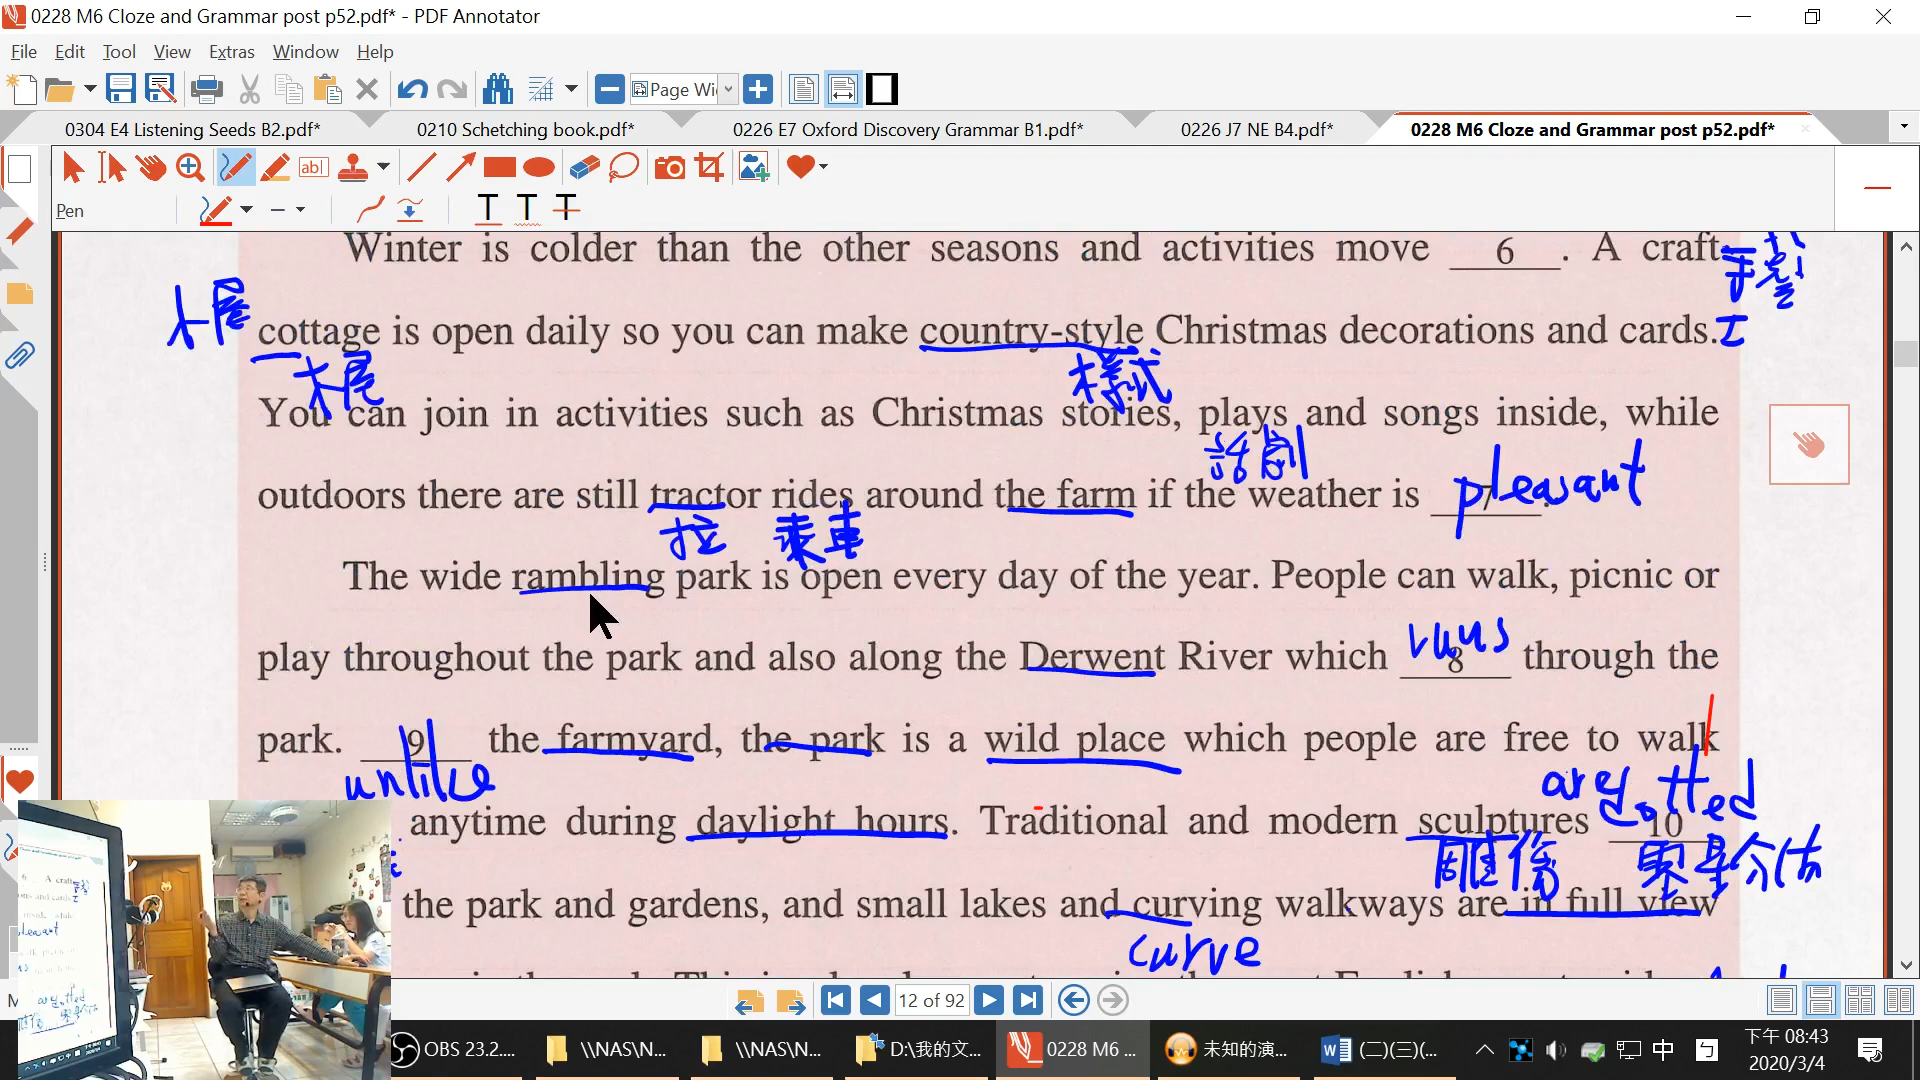 0228 M6 Cloze and Grammar post p52.pdf* - PDF Annotator
File Edit Tool View Extras Window Help
Page Wi
0304 E4 Listening Seeds B2.pdf* 0210 Schetching book.pdf* 0226 E7 Oxford Discovery Grammar B1.pdf* 0226 J7 NE B4.pdf* 0228 M6 Cloze and Grammar post p52.pdf*
Pen
Winter is colder than the other seasons and activities move 6 . A craft
手藝
木屋
cottage is open daily so you can make country-style Christmas decorations and cards.
工
木屋 樣式
You can join in activities such as Christmas stories, plays and songs inside, while
話劇 pleasant
outdoors there are still tractor rides around the farm if the weather is 7 .
拉 乘車
The wide rambling park is open every day of the year. People can walk, picnic or
runs
play throughout the park and also along the Derwent River which 8 through the
park. 9 the farmyard, the park is a wild place which people are free to walk
unlike
anytime during daylight hours. Traditional and modern sculptures 10
雕像
the park and gardens, and small lakes and curving walkways are in full view
curve
12 of 92
OBS 23.2.... \\NAS\N... \\NAS\N... D:\我的文... 0228 M6 ... 未知的演... (二)(三)(... 中 ㄅ 下午 08:43
2020/3/4